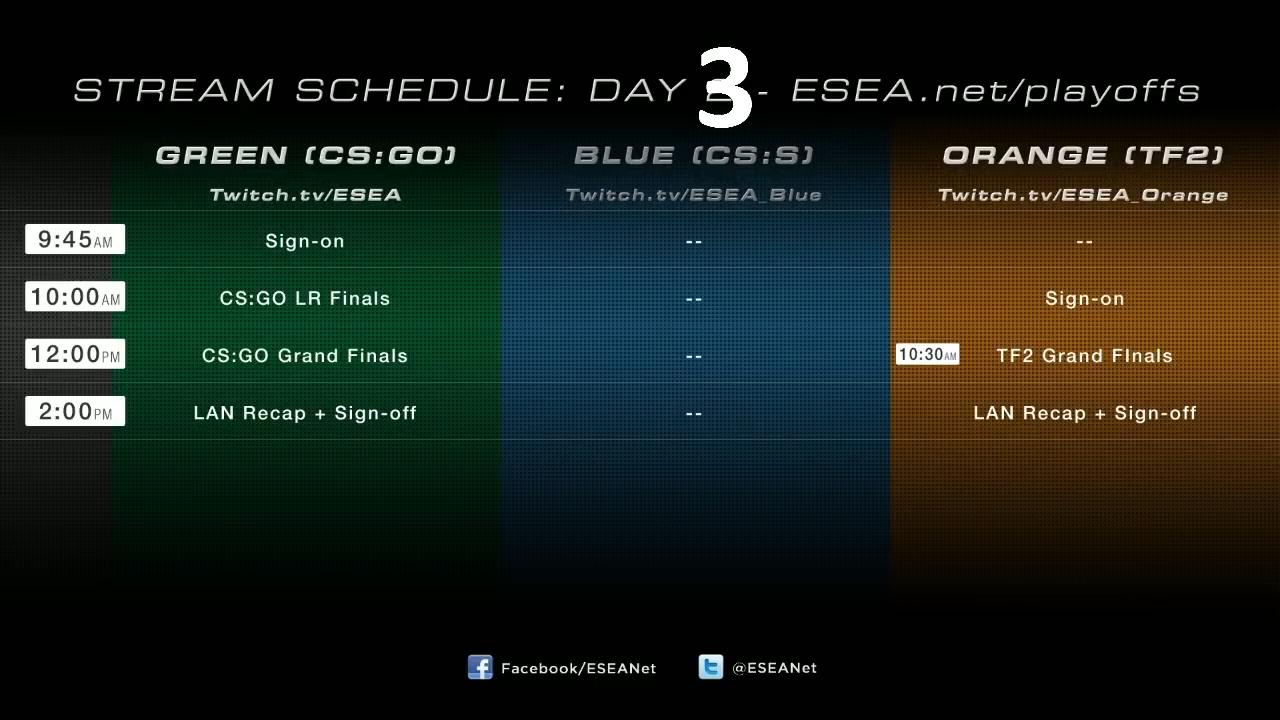 STREAM SCHEDULE: DAY 3 - ESEA.net/playoffs
GREEN (CS:GO) BLUE (CS:S) ORANGE (TF2)
Twitch.tv/ESEA Twitch.tv/ESEA_Blue Twitch.tv/ESEA_Orange
9:45AM Sign-on -- --
10:00AM CS:GO LR Finals -- Sign-on
12:00PM CS:GO Grand Finals -- 10:30AM TF2 Grand FInals
2:00PM LAN Recap + Sign-off -- LAN Recap + Sign-off
Facebook/ESEANet @ESEANet